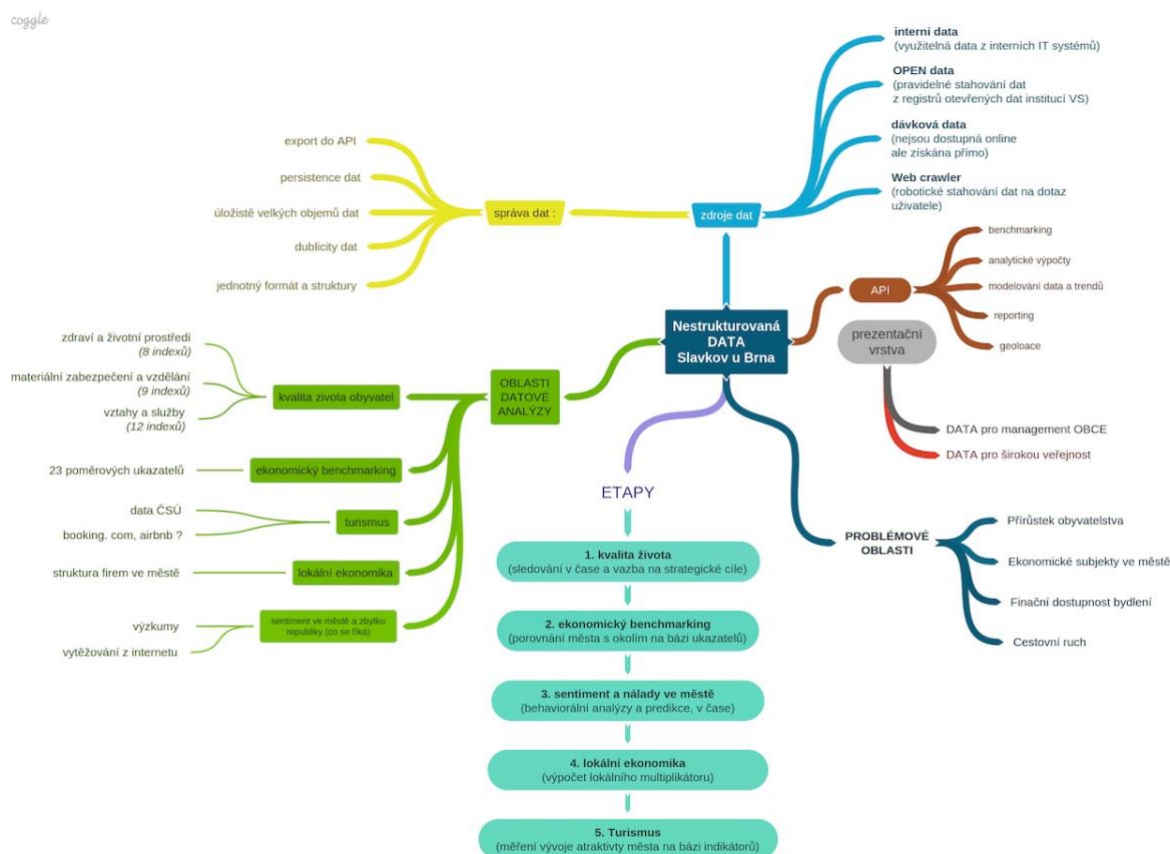 coggle
interní data
(využitelná data z interních IT systémů)
OPEN data
(pravidelné stahování dat
z registrů otevřených dat institucí VS)
dávková data
(nejsou dostupná online
ale získána přímo)
Web crawler
(robotické stahování dat na dotaz
uživatele)
zdroje dat
správa dat :
export do API
persistence dat
úložistě velkých objemů dat
dublicity dat
jednotný formát a struktury
Nestrukturovaná
DATA
Slavkov u Brna
API
benchmarking
analytické výpočty
modelování data a trendů
reporting
geoloace
prezentační
vrstva
DATA pro management OBCE
DATA pro širokou veřejnost
OBLASTI
DATOVÉ
ANALÝZY
kvalita života obyvatel
zdraví a životní prostředí
(8 indexů)
materiální zabezpečení a vzdělání
(9 indexů)
vztahy a služby
(12 indexů)
ekonomický benchmarking
23 poměrových ukazatelů
turismus
data ČSÚ
booking. com, airbnb ?
lokální ekonomika
struktura firem ve městě
sentiment ve městě a zbytku
republiky (co se říká)
výzkumy
vytěžování z internetu
ETAPY
1. kvalita života
(sledování v čase a vazba na strategické cíle)
2. ekonomický benchmarking
(porovnání města s okolím na bázi ukazatelů)
3. sentiment a nálady ve městě
(behaviorální analýzy a predikce, v čase)
4. lokální ekonomika
(výpočet lokálního multiplikátoru)
5. Turismus
(měření vývoje atraktivity města na bázi indikátorů)
PROBLÉMOVÉ
OBLASTI
Přírůstek obyvatelstva
Ekonomické subjekty ve městě
Finační dostupnost bydlení
Cestovní ruch